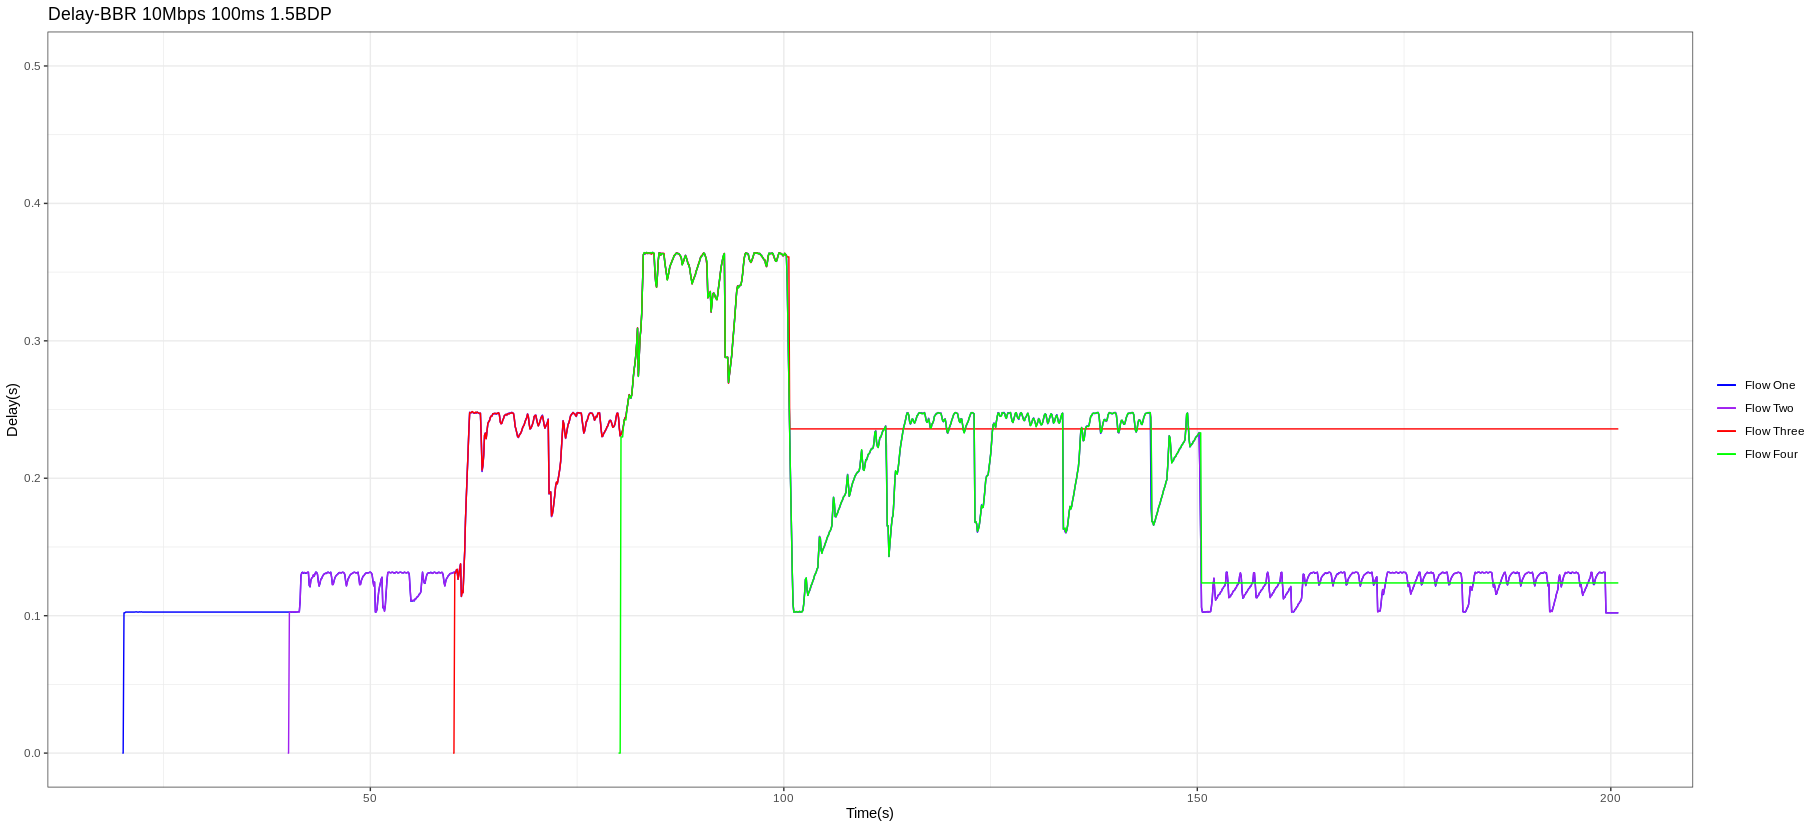 Delay-BBR 10Mbps 100ms 1.5BDP
0.5
0.4
0.3
0.2
0.1
0.0
Delay(s)
50
100
150
200
Time(s)
Flow One
Flow Two
Flow Three
Flow Four